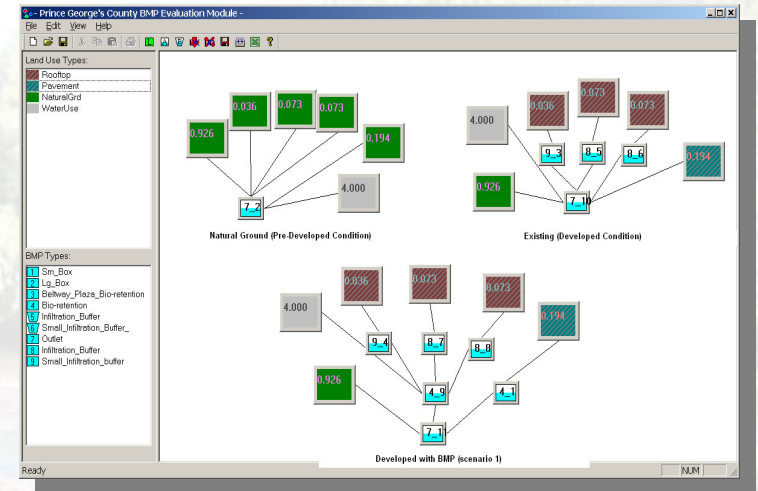 - Prince George's County BMP Evaluation Module -
File Edit View Help
Land Use Types:
Rooftop
Pavement
NaturalGrd
WaterUse
BMP Types:
1 Sm_Box
2 Lg_Box
3 Beltway_Plaza_Bio-retention
4 Bio-retention
5 Infiltration_Buffer
6 Small_Infiltration_Buffer_
7 Outlet
8 Infiltration_Buffer
9 Small_Infiltration_buffer
0.926
0.036
0.073
0.073
0.194
4.000
7_2
Natural Ground (Pre-Developed Condition)
4.000
0.036
0.073
0.073
9_3
8_5
8_6
0.194
0.926
7_10
Existing (Developed Condition)
4.000
0.036
0.073
0.073
0.194
9_4
8_7
8_8
0.926
4_9
4_1
7_11
Developed with BMP (scenario 1)
Ready
NUM